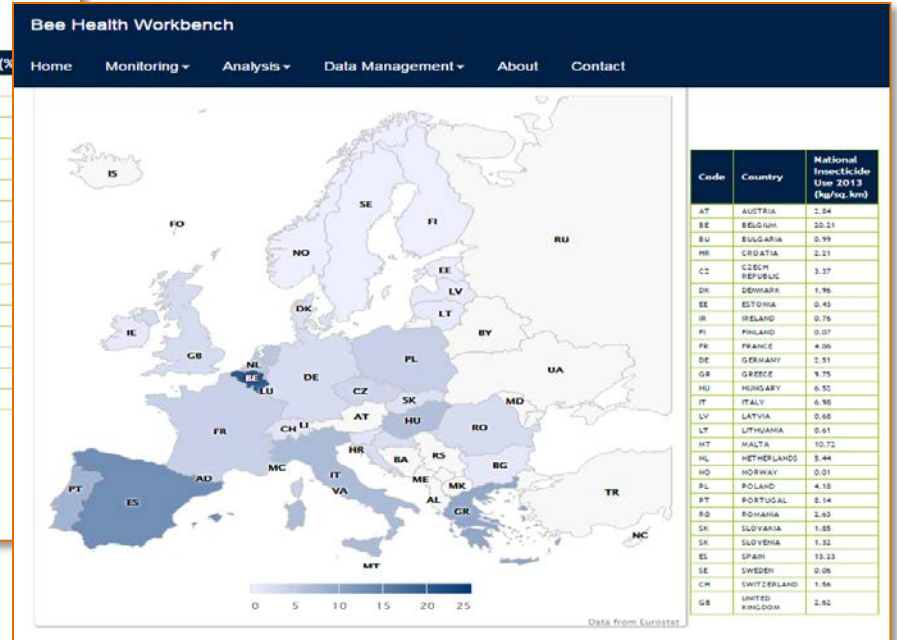 (%
Bee Health Workbench
Home Monitoring Analysis Data Management About Contact
IS
FO
SE
FI
NO
RU
EE
LV
LT
DK
IE
GB
BY
NL
BE
LU
DE
PL
UA
CZ
SK
MD
FR
CH
LI
AT
HU
RO
HR
BA
RS
BG
MC
IT
VA
ME
MK
AL
AD
PT
ES
GR
TR
NC
MT
0 5 10 15 20 25
Data from Eurostat
Code Country National Insecticide Use 2013 (kg/sq.km)
AT AUSTRIA 2.84
BE BELGIUM 20.21
BU BULGARIA 0.99
HR CROATIA 2.21
CZ CZECH REPUBLIC 3.37
DK DENMARK 1.96
EE ESTONIA 0.43
IR IRELAND 0.76
FI FINLAND 0.07
FR FRANCE 4.06
DE GERMANY 2.51
GR GREECE 9.75
HU HUNGARY 6.52
IT ITALY 6.98
LV LATVIA 0.68
LT LITHUANIA 0.61
MT MALTA 10.72
NL NETHERLANDS 5.44
NO NORWAY 0.01
PL POLAND 4.18
PT PORTUGAL 8.14
RO ROMANIA 2.63
SK SLOVAKIA 1.85
SK SLOVENIA 1.32
ES SPAIN 13.23
SE SWEDEN 0.06
CH SWITZERLAND 1.56
GB UNITED KINGDOM 2.62